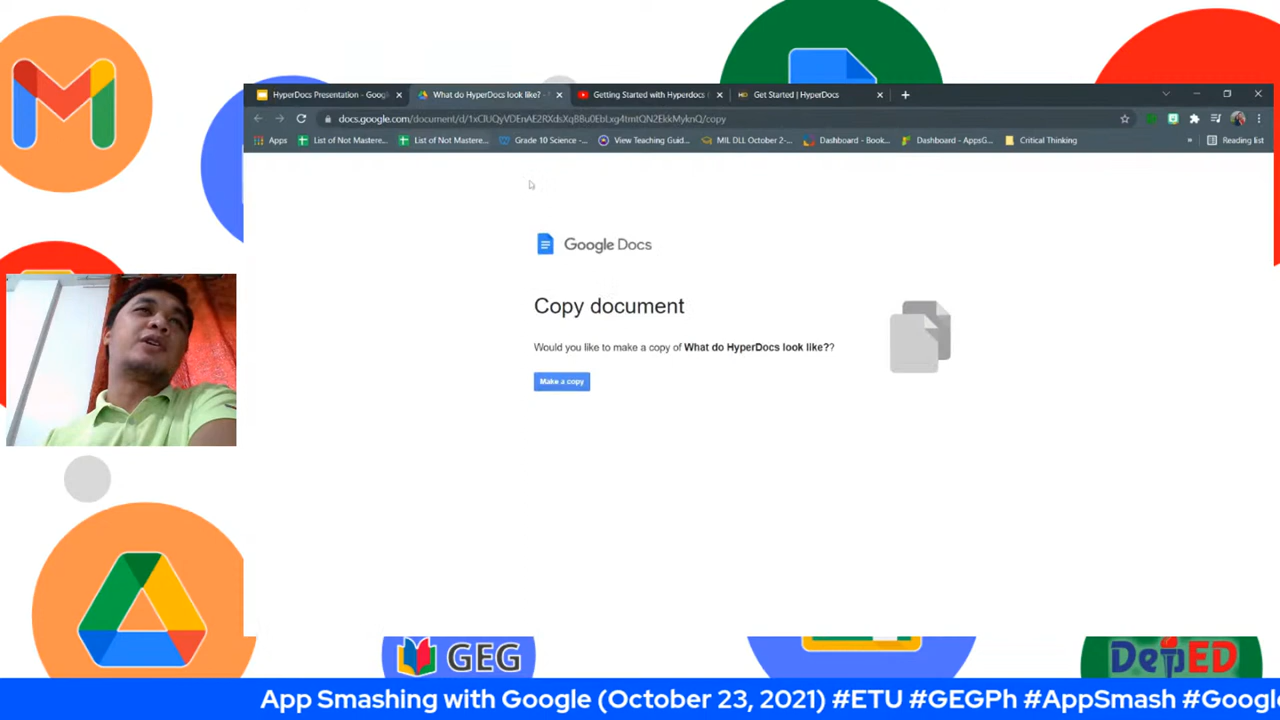 HyperDocs Presentation - Googl
What do HyperDocs look like? -
Getting Started with Hyperdocs
Get Started | HyperDocs
docs.google.com/document/d/
/copy
Apps
List of Not Mastere...
List of Not Mastere...
Grade 10 Science -...
View Teaching Guid...
MIL DLL October 2-...
Dashboard - Book...
Dashboard - AppsG...
Critical Thinking
Reading list
Google Docs
Copy document
Would you like to make a copy of What do HyperDocs look like??
Make a copy
GEG
DepED
App Smashing with Google (October 23, 2021) #ETU #GEGPh #AppSmash #Google